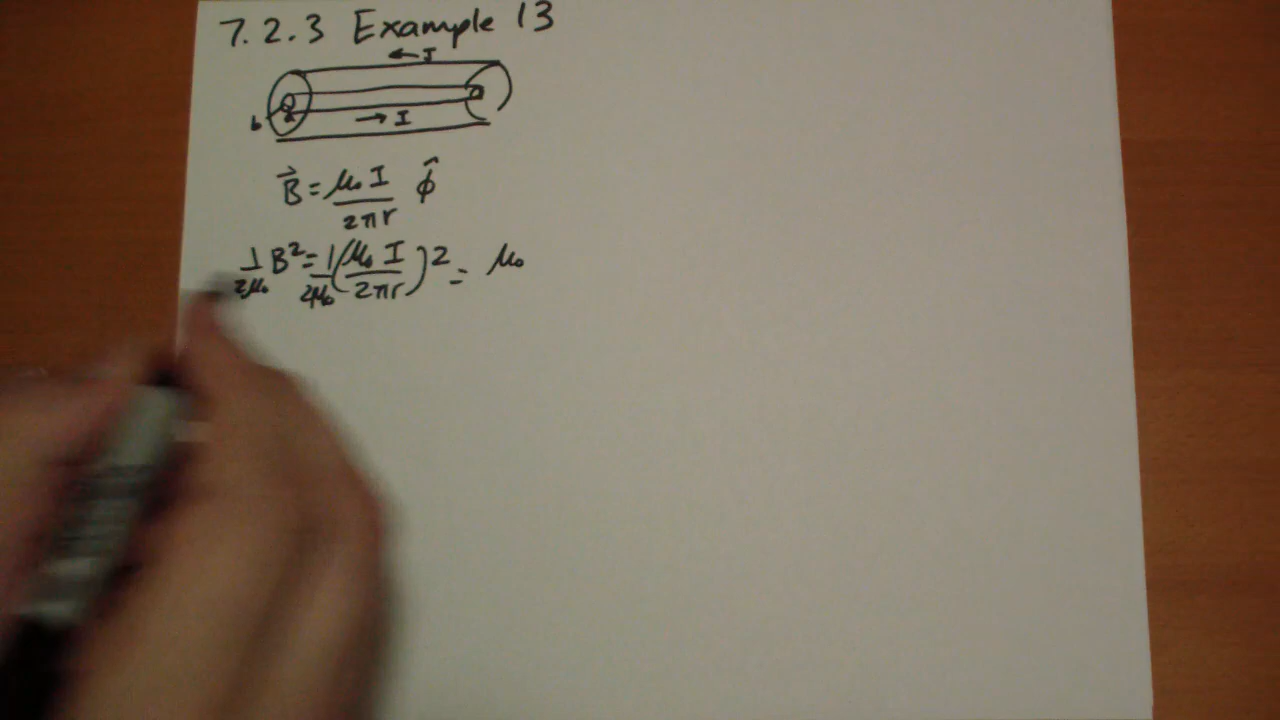 7.2.3 Example 13
← I
b a → I
B⃗ = μ₀ I / 2πr φ̂
1/2μ₀ B² = 1/2μ₀ (μ₀ I / 2πr)² = μ₀